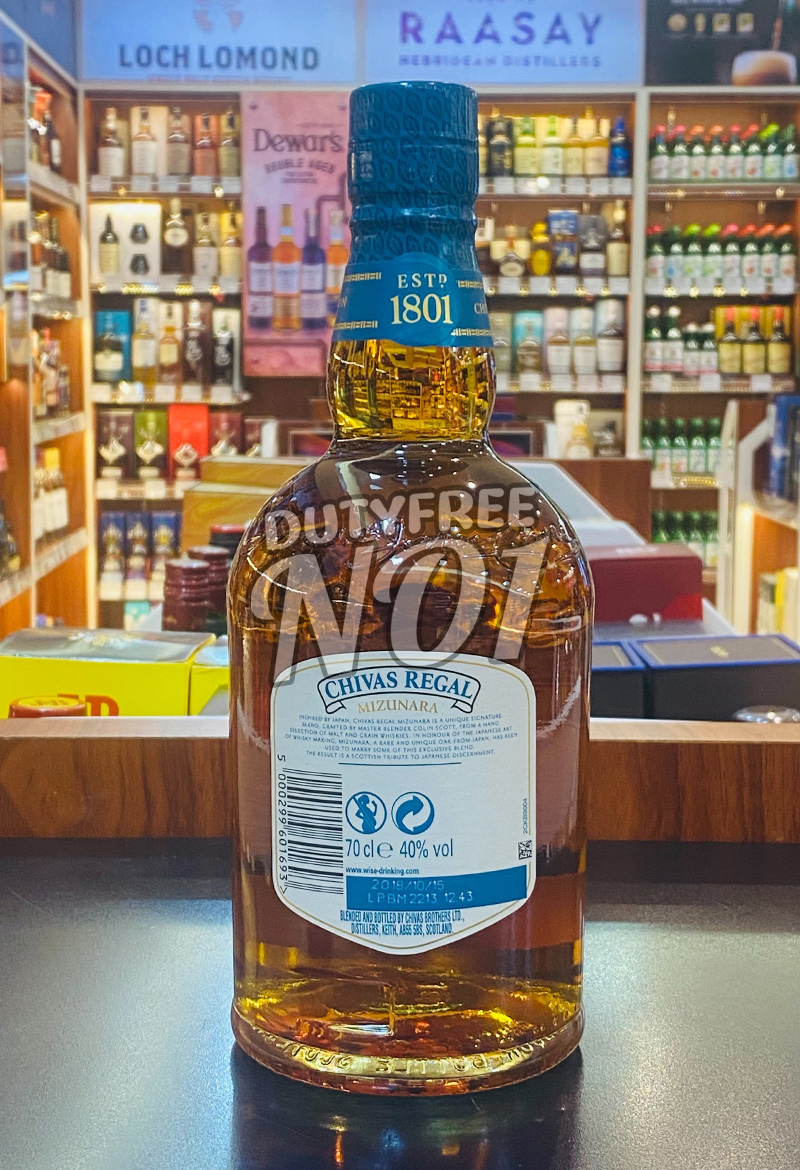 LOCH LOMOND
RAASAY
HEBRIDEAN DISTILLERS
Dewar's
DOUBLE AGED
ESTD
1801
DUTYFREE
NO1
CHIVAS REGAL
MIZUNARA
INSPIRED BY JAPAN, CHIVAS REGAL MIZUNARA IS A UNIQUE SIGNATURE
BLEND, CRAFTED BY MASTER BLENDER COLIN SCOTT, FROM A HAND
SELECTION OF MALT AND GRAIN WHISKIES. IN HONOUR OF THE JAPANESE ART
OF WHISKY MAKING, MIZUNARA, A RARE AND UNIQUE OAK FROM JAPAN, HAS BEEN
USED TO MARRY SOME OF THIS EXCLUSIVE BLEND.
THE RESULT IS A SCOTTISH TRIBUTE TO JAPANESE DISCERNMENT.
5 000299 601693 >
70 cl e 40% vol
www.wise-drinking.com
2018/10/15
LPBM2213 1243
BLENDED AND BOTTLED BY CHIVAS BROTHERS LTD.,
DISTILLERS, KEITH, AB55 5BS, SCOTLAND